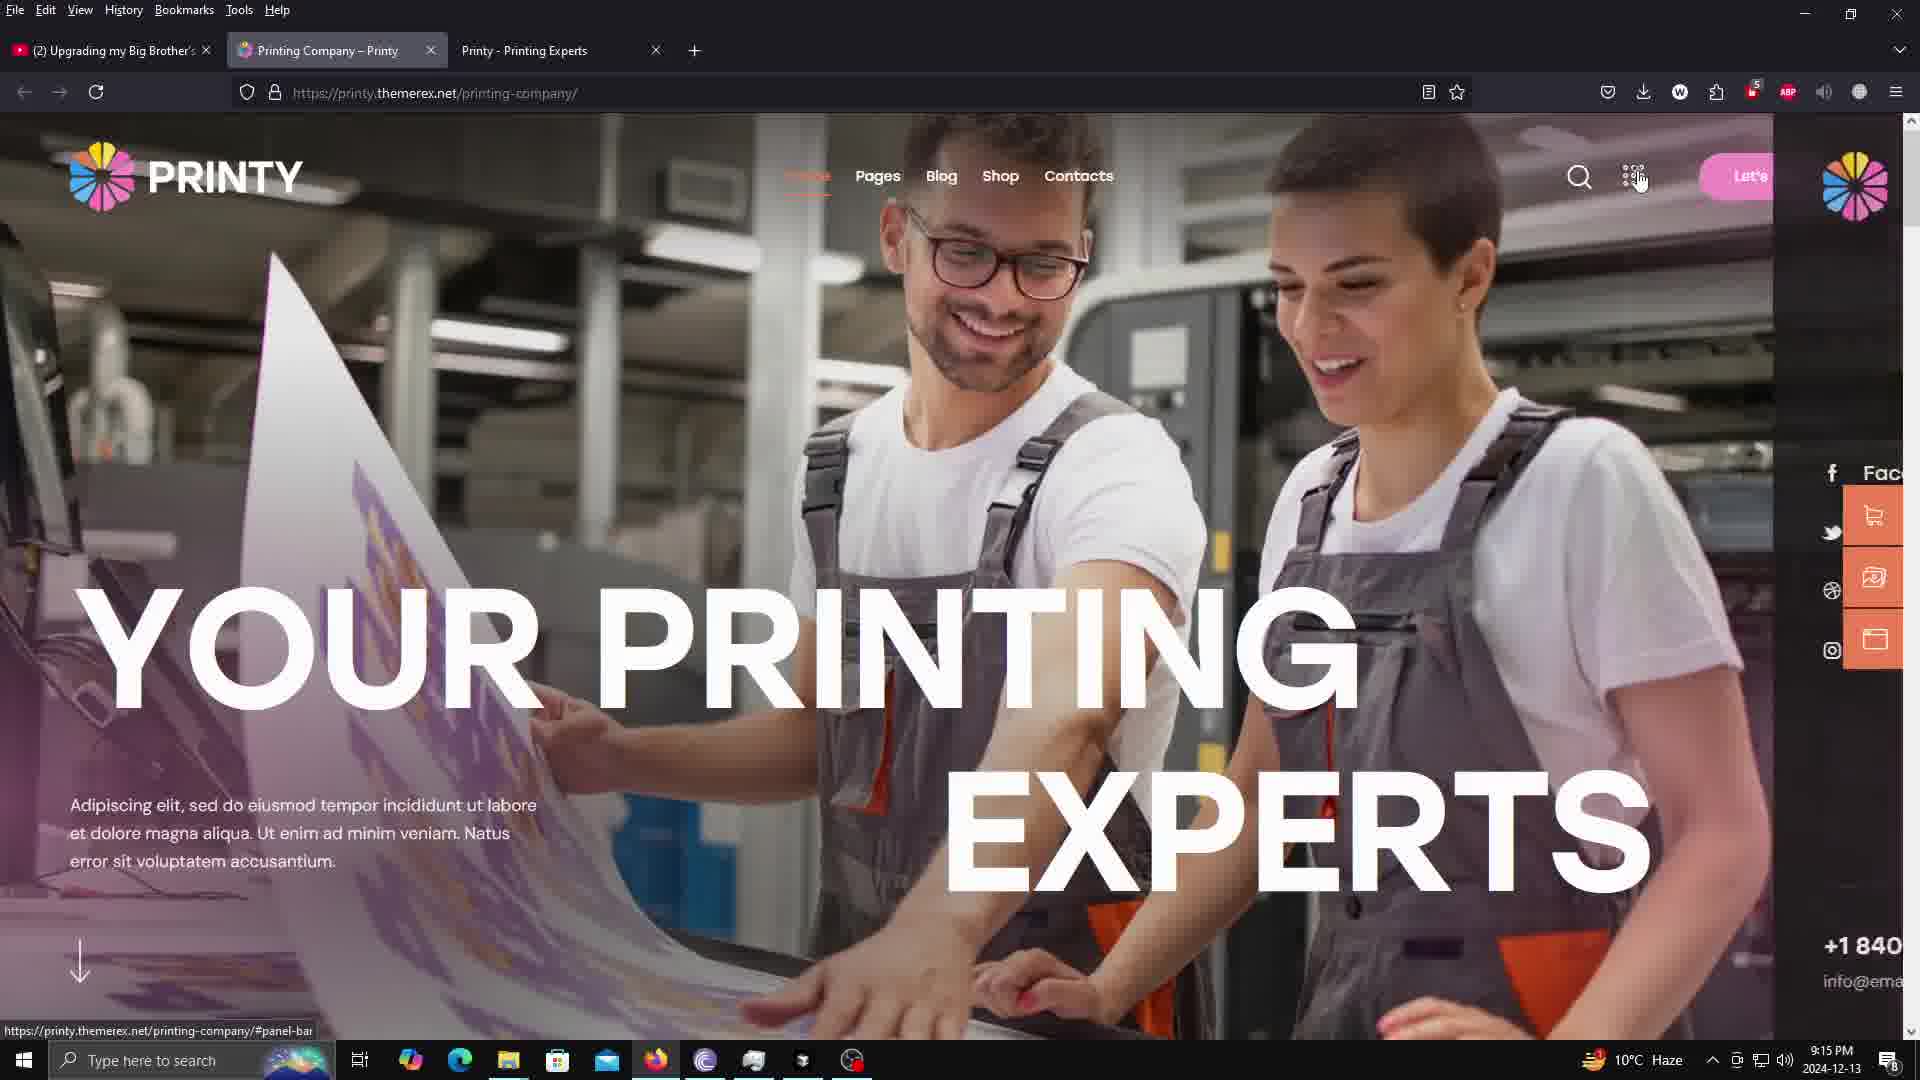 File Edit View History Bookmarks Tools Help
(2) Upgrading my Big Brother's
Printing Company – Printy
Printy - Printing Experts
https://printy.themerex.net/printing-company/
5
ABP
PRINTY
Home Pages Blog Shop Contacts
Let's
Fac
YOUR PRINTING
EXPERTS
Adipiscing elit, sed do eiusmod tempor incididunt ut labore
et dolore magna aliqua. Ut enim ad minim veniam. Natus
error sit voluptatem accusantium.
+1 840
info@ema
https://printy.themerex.net/printing-company/#panel-bar
Type here to search
1
10°C Haze
9:15 PM
2024-12-13
8